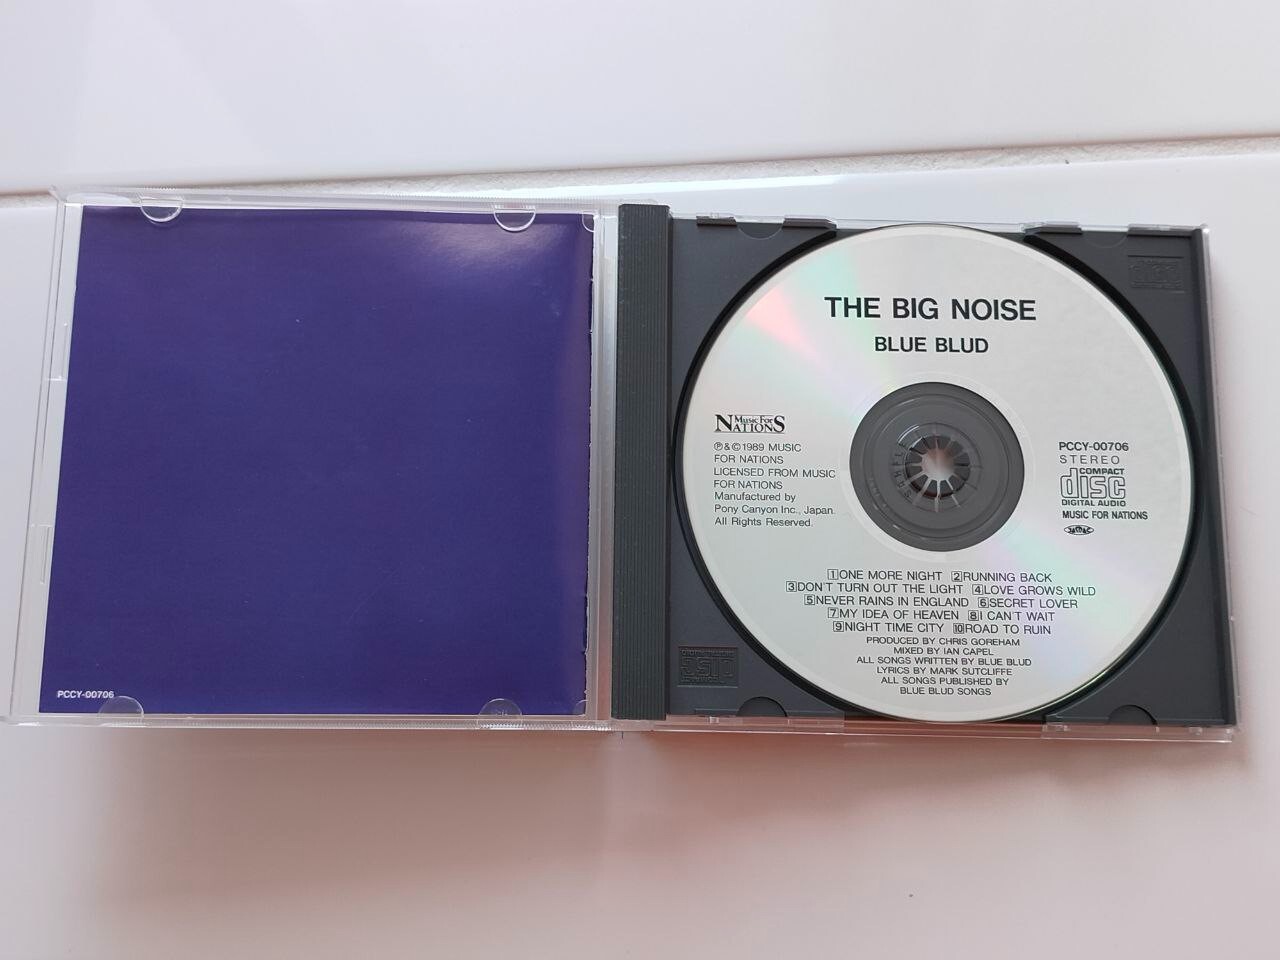 PCCY-00706
THE BIG NOISE
BLUE BLUD
Music For
NATIONS
℗&©1989 MUSIC
FOR NATIONS
LICENSED FROM MUSIC
FOR NATIONS
Manufactured by
Pony Canyon Inc., Japan.
All Rights Reserved.
PCCY-00706
STEREO
COMPACT
disc
DIGITAL AUDIO
MUSIC FOR NATIONS
1 ONE MORE NIGHT 2 RUNNING BACK
3 DON'T TURN OUT THE LIGHT 4 LOVE GROWS WILD
5 NEVER RAINS IN ENGLAND 6 SECRET LOVER
7 MY IDEA OF HEAVEN 8 I CAN'T WAIT
9 NIGHT TIME CITY 10 ROAD TO RUIN
PRODUCED BY CHRIS GOREHAM
MIXED BY IAN CAPEL
ALL SONGS WRITTEN BY BLUE BLUD
LYRICS BY MARK SUTCLIFFE
ALL SONGS PUBLISHED BY
BLUE BLUD SONGS